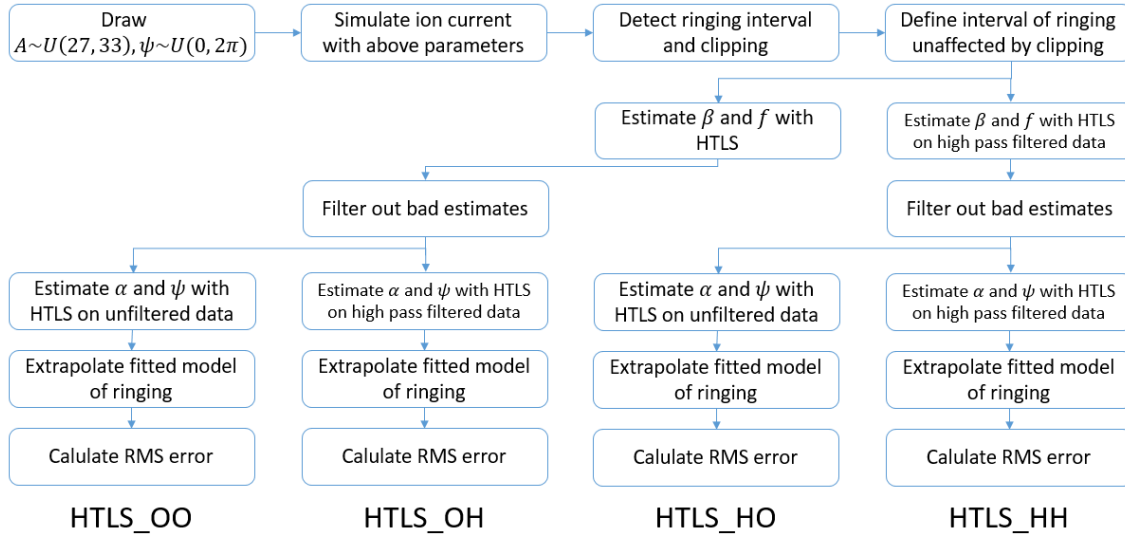 Draw
A~U(27, 33), ψ~U(0, 2π)
Simulate ion current
with above parameters
Detect ringing interval
and clipping
Define interval of ringing
unaffected by clipping
Estimate β and f with
HTLS
Estimate β and f with HTLS
on high pass filtered data
Filter out bad estimates
Filter out bad estimates
Estimate α and ψ with
HTLS on unfiltered data
Estimate α and ψ with HTLS
on high pass filtered data
Estimate α and ψ with
HTLS on unfiltered data
Estimate α and ψ with HTLS
on high pass filtered data
Extrapolate fitted model
of ringing
Extrapolate fitted model
of ringing
Extrapolate fitted model
of ringing
Extrapolate fitted model
of ringing
Calulate RMS error
Calulate RMS error
Calulate RMS error
Calulate RMS error
HTLS_OO
HTLS_OH
HTLS_HO
HTLS_HH